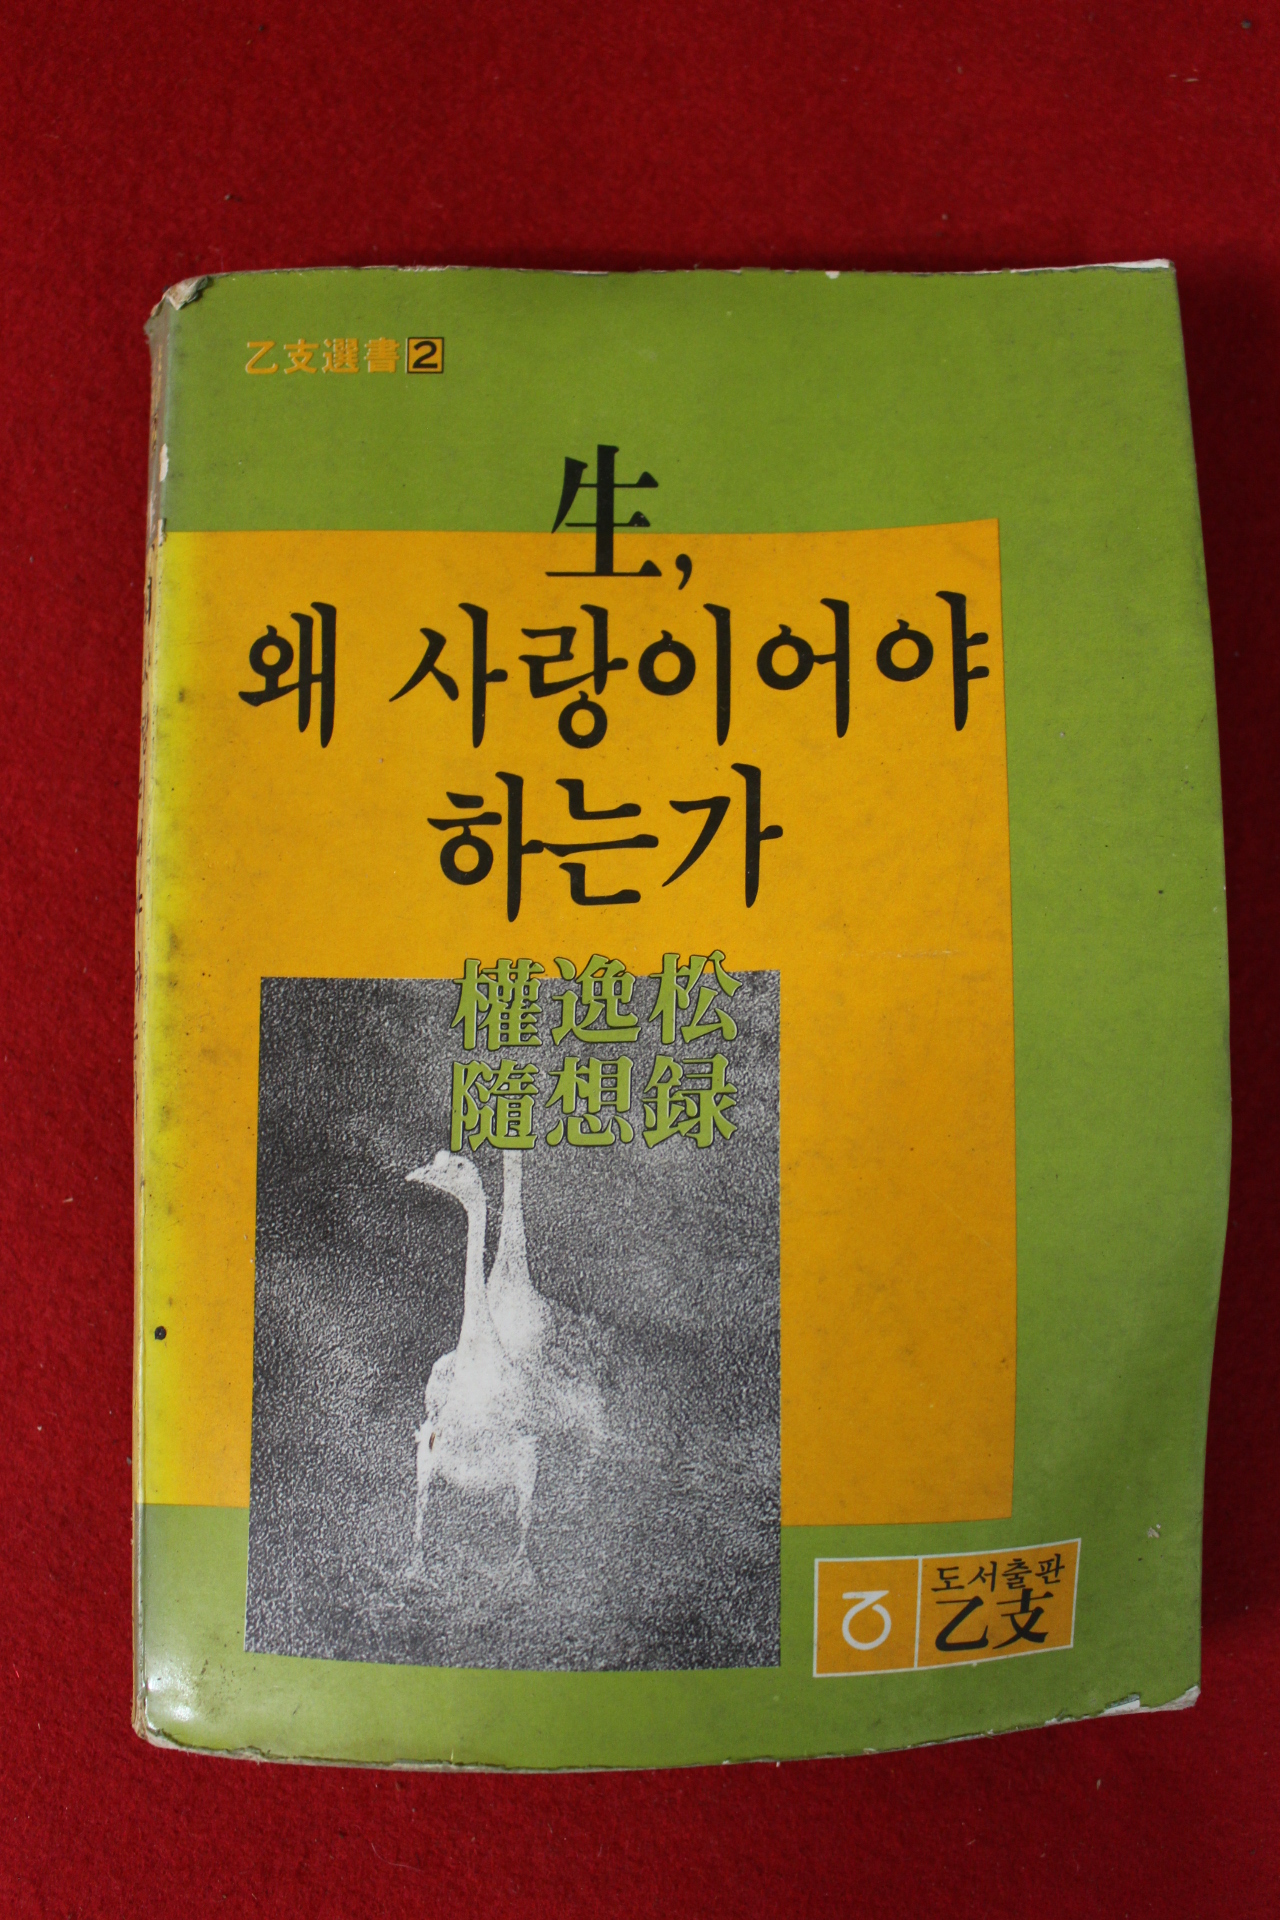 乙支選書2
生,
왜 사랑이어야
하는가
權逸松
隨想録
도서출판
乙支